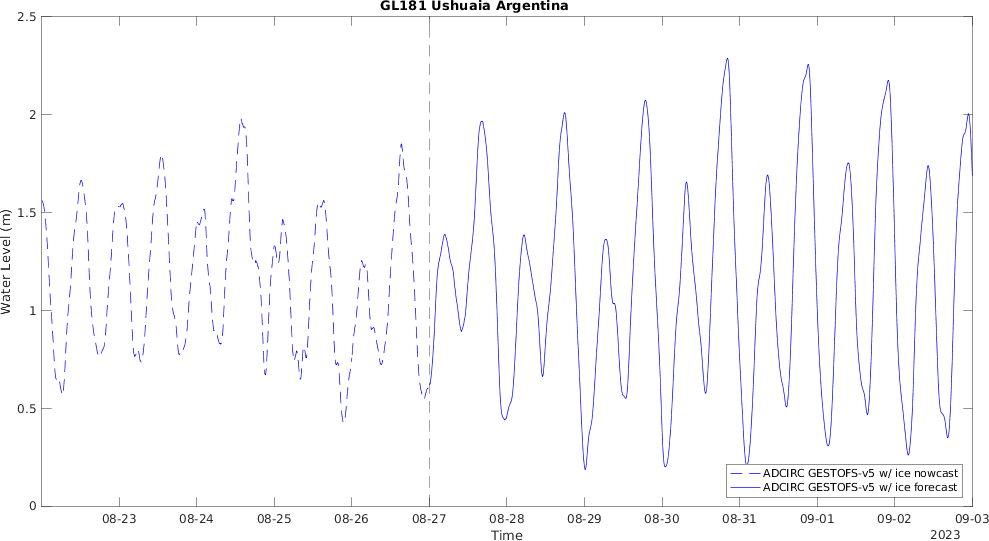 GL181 Ushuaia Argentina
2.5
2
1.5
1
0.5
0
Water Level (m)
ADCIRC GESTOFS-v5 w/ ice nowcast
ADCIRC GESTOFS-v5 w/ ice forecast
08-23 08-24 08-25 08-26 08-27 08-28 08-29 08-30 08-31 09-01 09-02 09-03
Time
2023